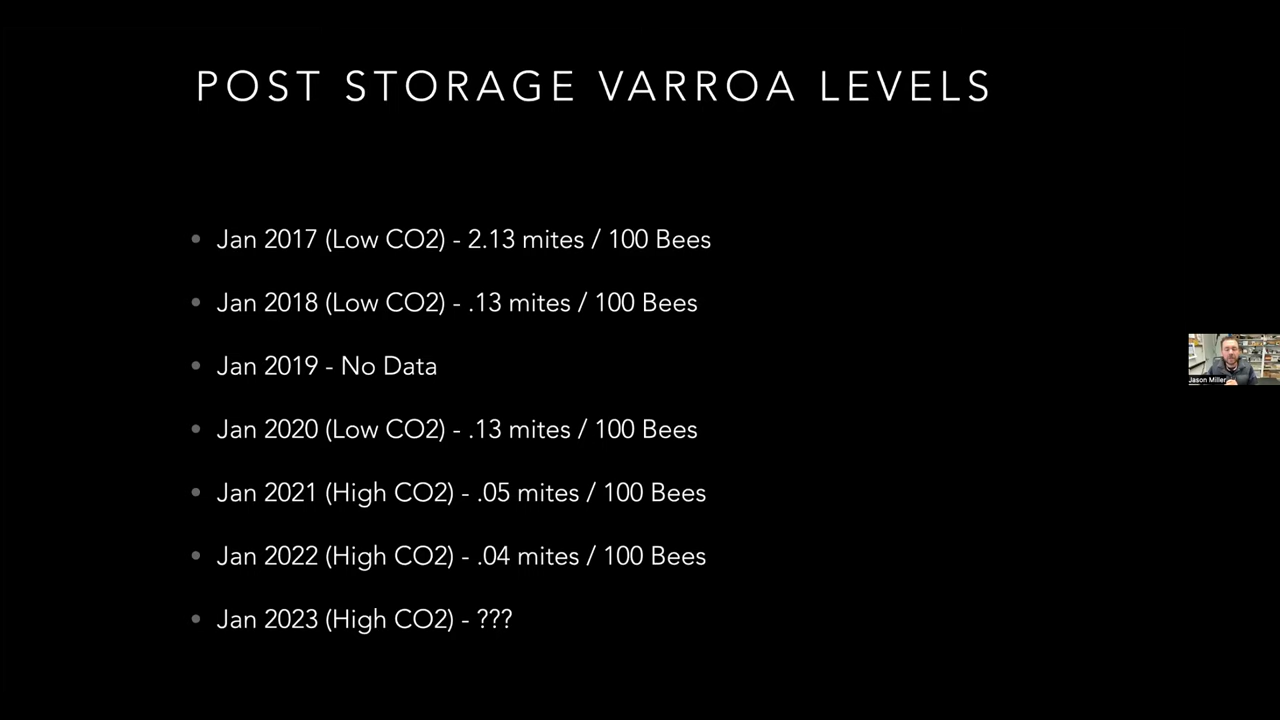 POST STORAGE VARROA LEVELS
• Jan 2017 (Low CO2) - 2.13 mites / 100 Bees
• Jan 2018 (Low CO2) - .13 mites / 100 Bees
• Jan 2019 - No Data
• Jan 2020 (Low CO2) - .13 mites / 100 Bees
• Jan 2021 (High CO2) - .05 mites / 100 Bees
• Jan 2022 (High CO2) - .04 mites / 100 Bees
• Jan 2023 (High CO2) - ???
Jason Miller